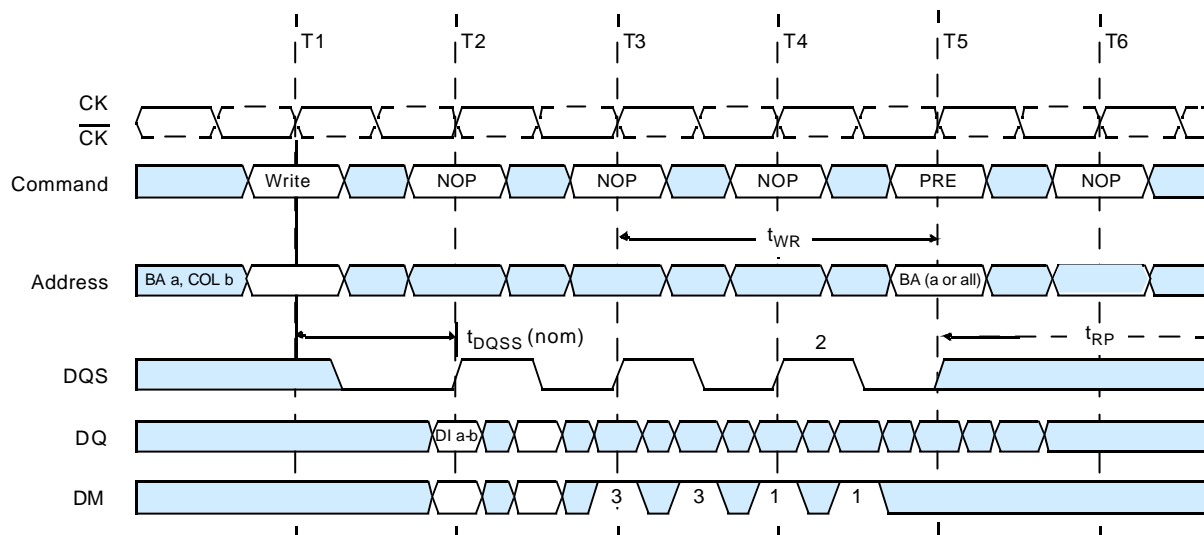 T1 T2 T3 T4 T5 T6
CK
CK
Command Write NOP NOP NOP PRE NOP
tWR
Address BA a, COL b BA (a or all)
tDQSS (nom) 2 tRP
DQS
DQ DI a-b
DM 3 3 1 1